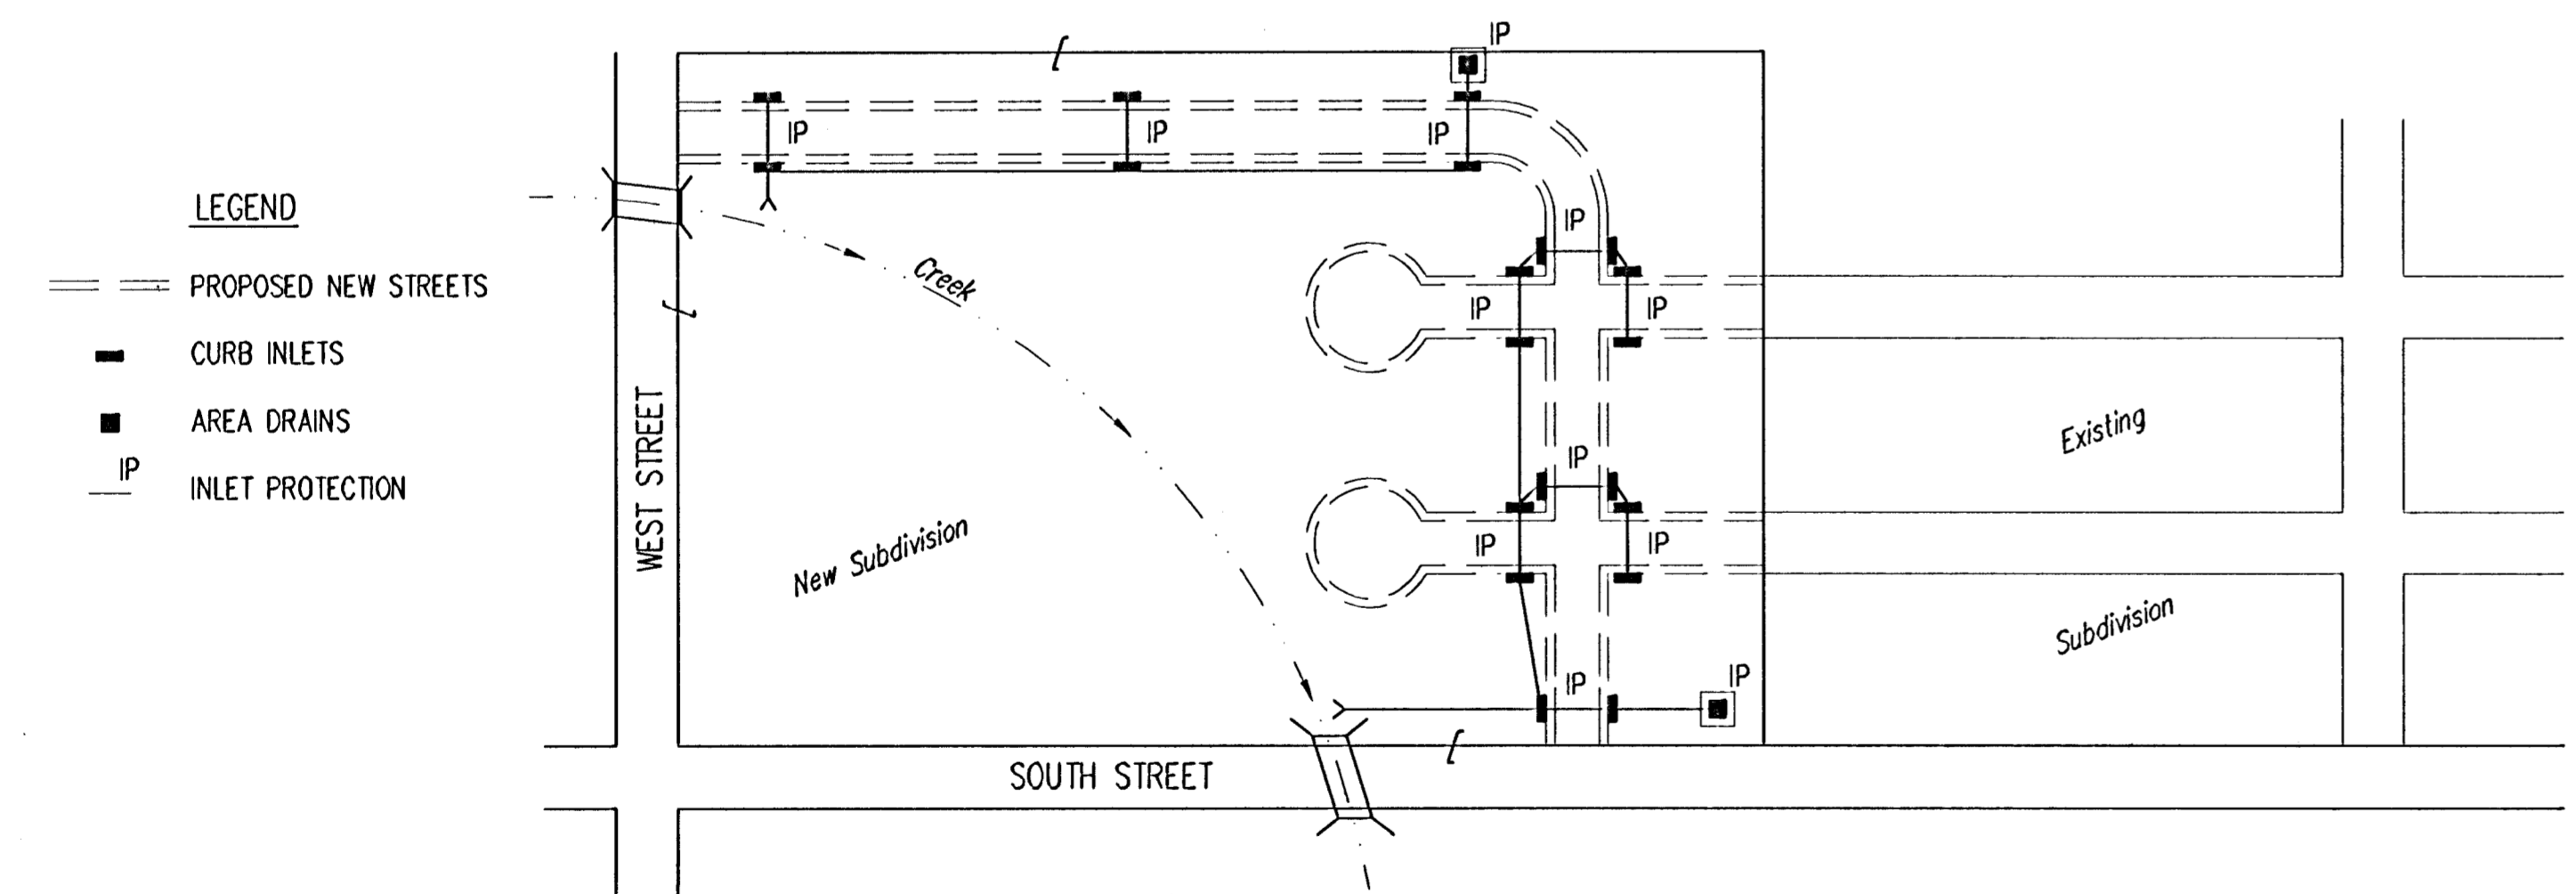 IP
IP
IP
IP
LEGEND
PROPOSED NEW STREETS
CURB INLETS
AREA DRAINS
IP
INLET PROTECTION
WEST STREET
Creek
New Subdivision
IP
IP
IP
IP
IP
IP
IP
IP
Existing
Subdivision
SOUTH STREET